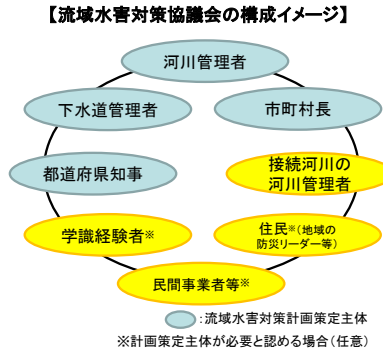 【流域水害対策協議会の構成イメージ】
河川管理者
下水道管理者
市町村長
都道府県知事
接続河川の
河川管理者
学識経験者※
住民※(地域の
防災リーダー等)
民間事業者等※
:流域水害対策計画策定主体
※計画策定主体が必要と認める場合(任意)